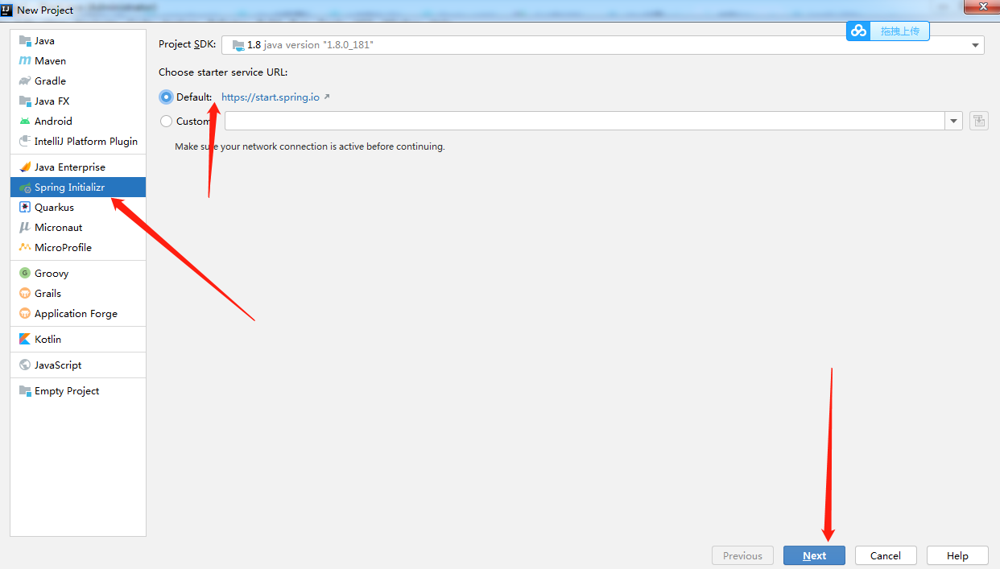 New Project
拖拽上传
Java
Maven
Gradle
Java FX
Android
IntelliJ Platform Plugin
Java Enterprise
Spring Initializr
Quarkus
Micronaut
MicroProfile
Groovy
Grails
Application Forge
Kotlin
JavaScript
Empty Project
Project SDK: 1.8 java version "1.8.0_181"
Choose starter service URL:
Default: https://start.spring.io
Custom
Make sure your network connection is active before continuing.
Previous Next Cancel Help